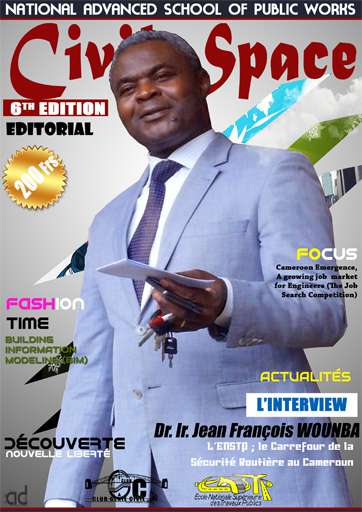 NATIONAL ADVANCED SCHOOL OF PUBLIC WORKS
Civil Space
6TH EDITION
EDITORIAL
200 Frs
FOCUS
Cameroon Emergence,
A growing job market
for Engineers (The Job
Search Competition)
FASHION
TIME
BUILDING
INFORMATION
MODELING (BIM)
ACTUALITÉS
L'INTERVIEW
Dr. Ir. Jean François WOUNBA
L'ENSTP ; le Carrefour de la
Sécurité Routière au Cameroun
DÉCOUVERTE
NOUVELLE LIBERTÉ
CLUB GENIE CIVIL
École Nationale Supérieure
des Travaux Publics
ad